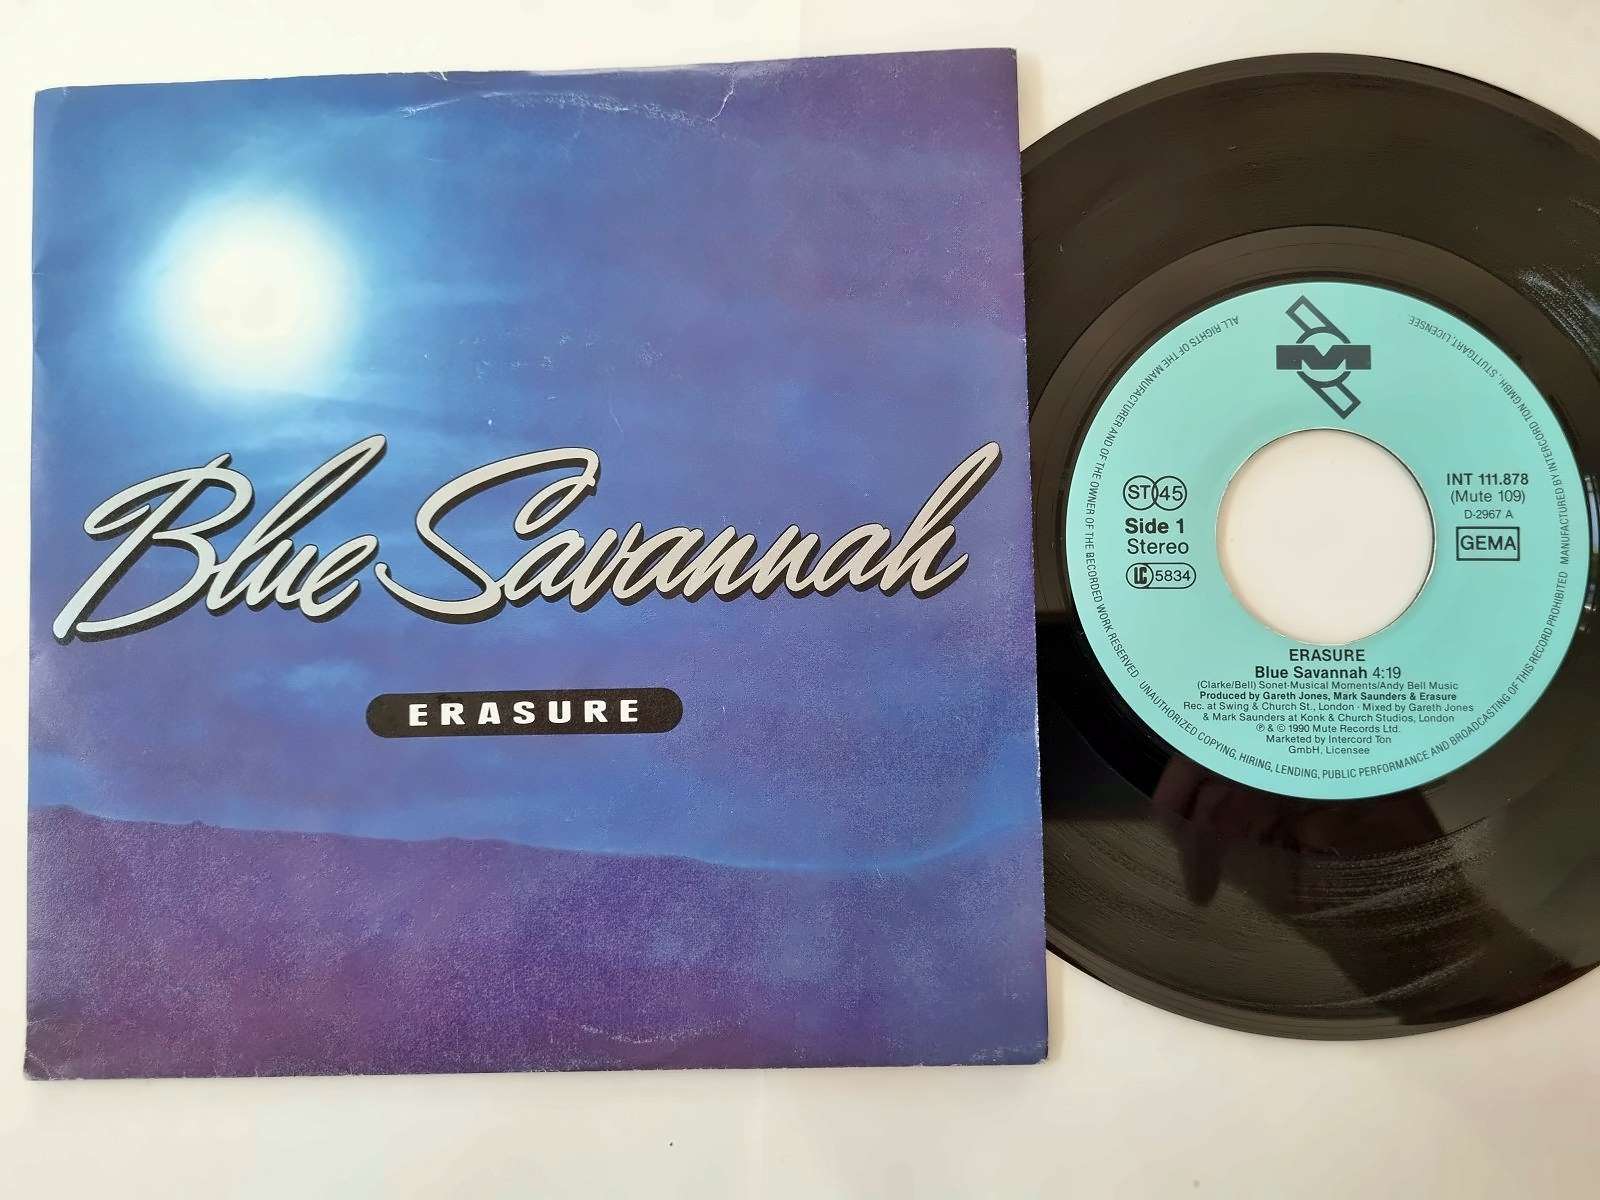 Blue Savannah
ERASURE
M
ALL RIGHTS OF THE MANUFACTURER AND OF THE OWNER OF THE RECORDED WORK RESERVED
UNAUTHORIZED COPYING, HIRING, LENDING, PUBLIC PERFORMANCE AND BROADCASTING OF THIS RECORD PROHIBITED
MANUFACTURED BY INTERCORD TON GMBH., STUTTGART, LICENSEE
ST 45
Side 1
Stereo
LC 5834
INT 111.878
(Mute 109)
D-2967 A
GEMA
ERASURE
Blue Savannah 4:19
(Clarke/Bell) Sonet-Musical Moments/Andy Bell Music
Produced by Gareth Jones, Mark Saunders & Erasure
Rec. at Swing & Church St., London · Mixed by Gareth Jones
& Mark Saunders at Konk & Church Studios, London
℗ & © 1990 Mute Records Ltd.
Marketed by Intercord Ton
GmbH, Licensee